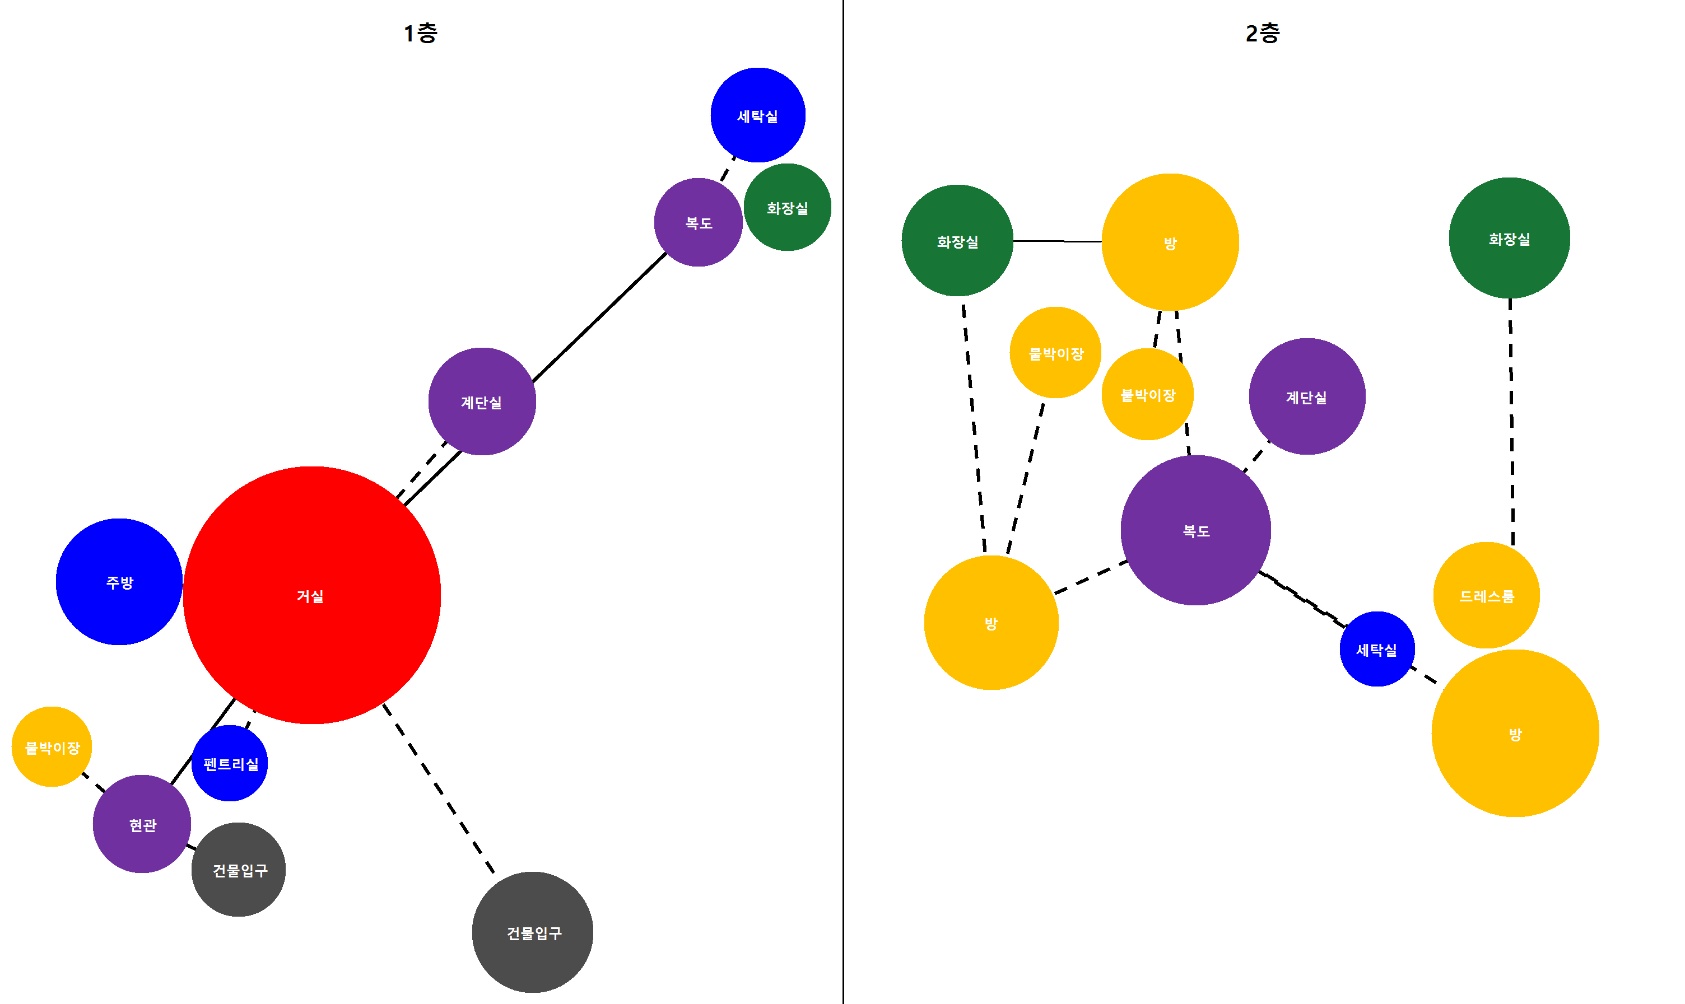 1층
세탁실
화장실
복도
계단실
주방
거실
붙박이장
펜트리실
현관
건물입구
건물입구
2층
화장실
방
화장실
붙박이장
붙박이장
계단실
복도
드레스룸
방
세탁실
방